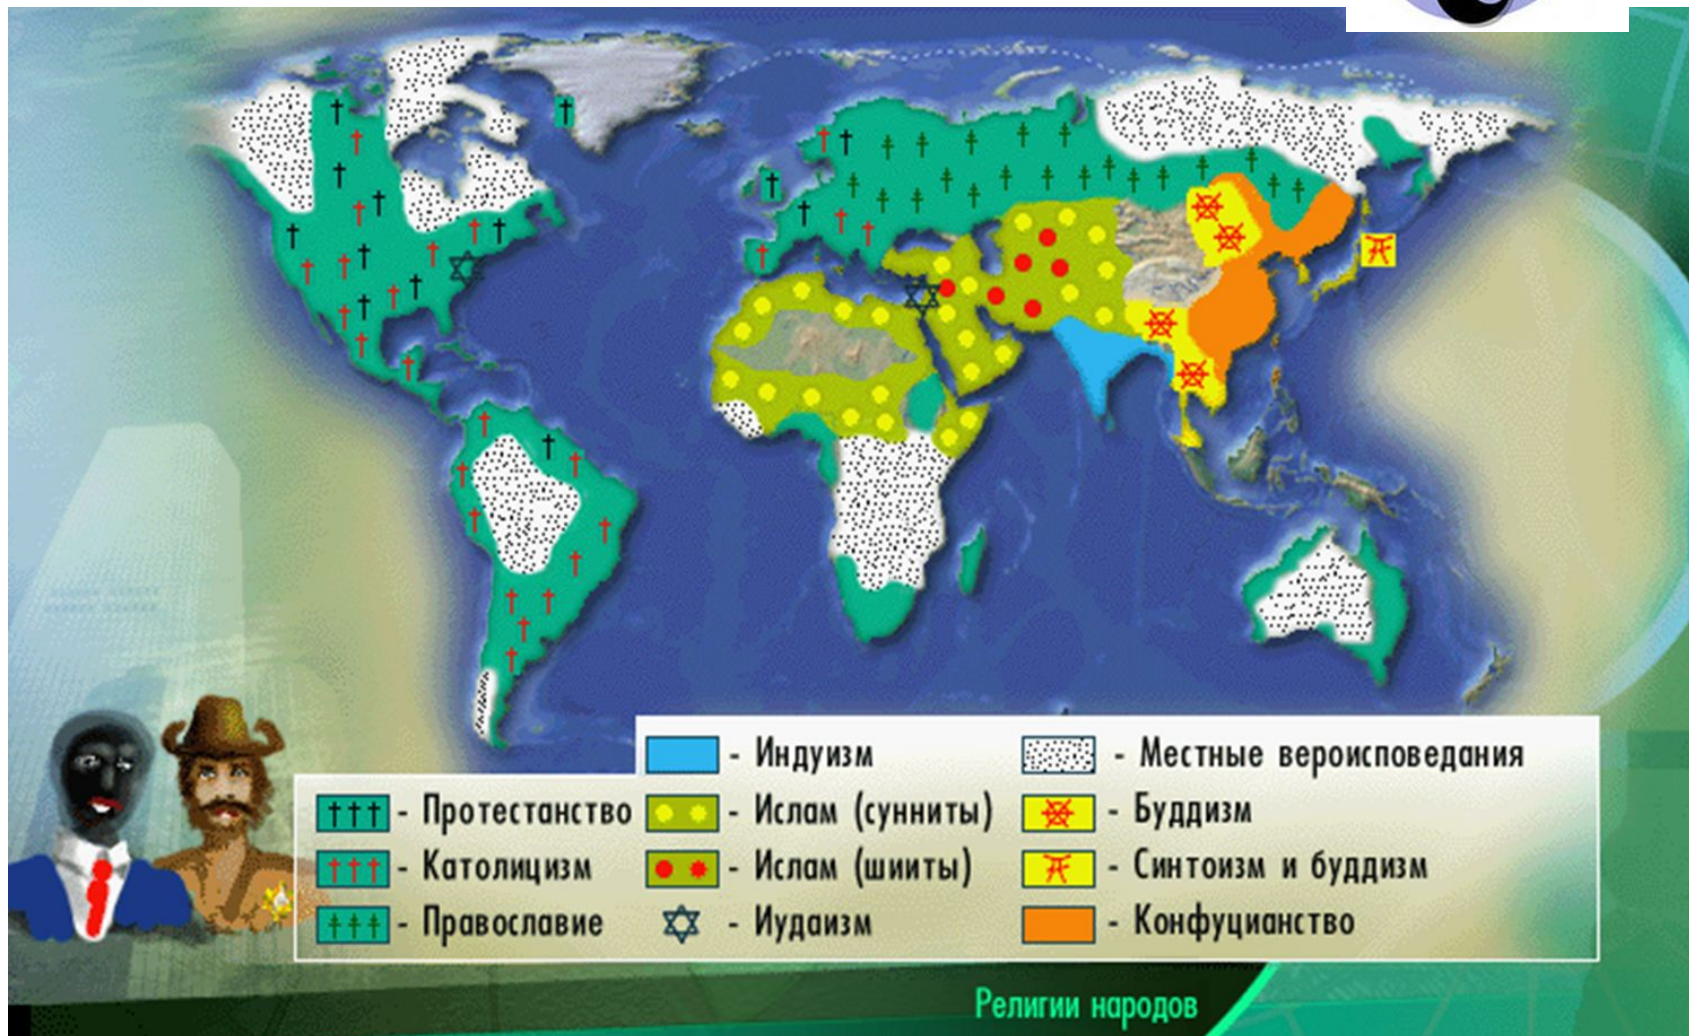 - Индуизм
- Местные вероисповедания
- Протестанство
- Ислам (сунниты)
- Буддизм
- Католицизм
- Ислам (шииты)
- Синтоизм и буддизм
- Православие
- Иудаизм
- Конфуцианство
Религии народов